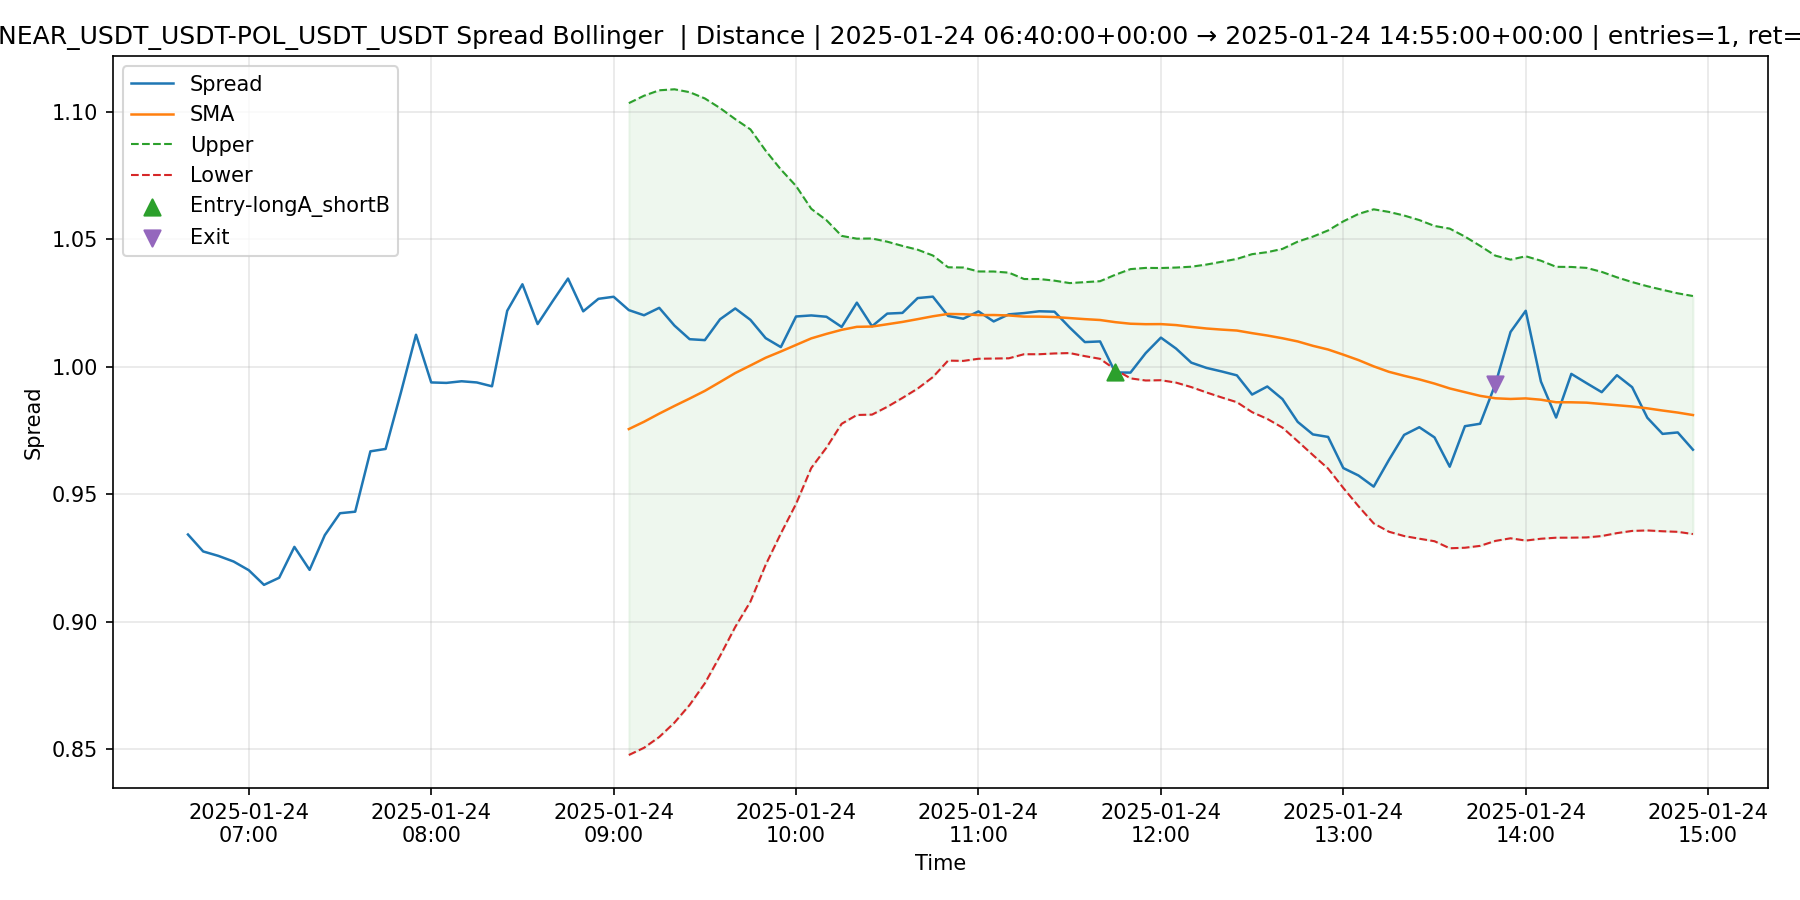 NEAR_USDT_USDT-POL_USDT_USDT Spread Bollinger | Distance | 2025-01-24 06:40:00+00:00 → 2025-01-24 14:55:00+00:00 | entries=1, ret=
Spread
SMA
Upper
Lower
Entry-longA_shortB
Exit
1.10
1.05
1.00
0.95
0.90
0.85
Spread
2025-01-24 2025-01-24 2025-01-24 2025-01-24 2025-01-24 2025-01-24 2025-01-24 2025-01-24 2025-01-24
07:00 08:00 09:00 10:00 11:00 12:00 13:00 14:00 15:00
Time